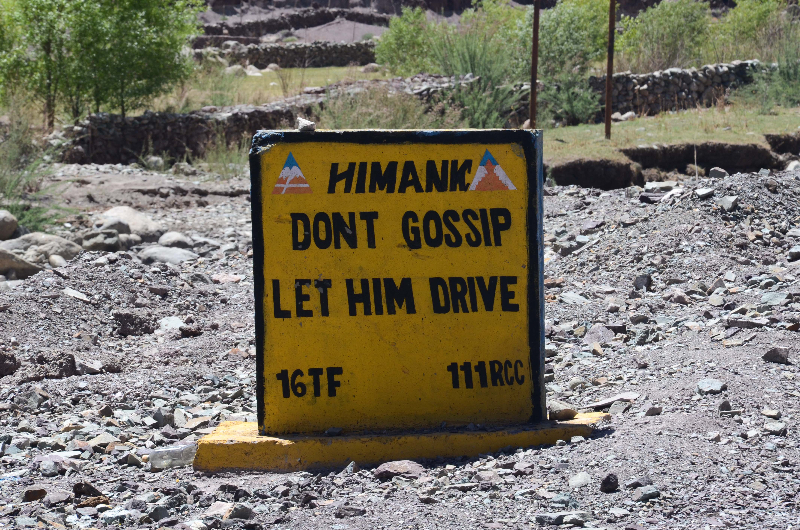 HIMANK
DONT GOSSIP
LET HIM DRIVE
16TF 111RCC